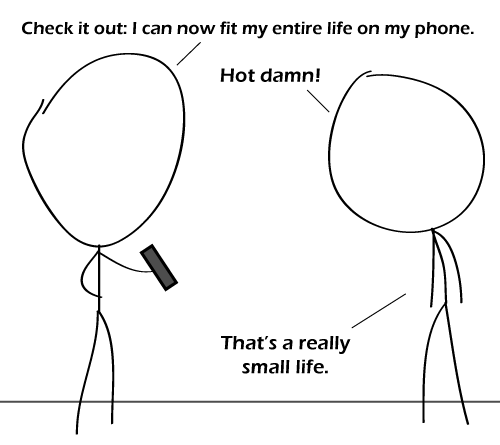 Check it out: I can now fit my entire life on my phone.
Hot damn!
That's a really
small life.